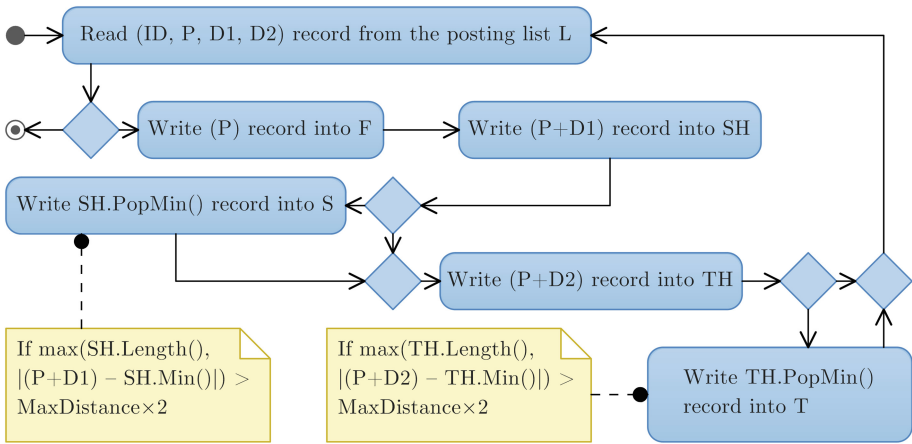 Read (ID, P, D1, D2) record from the posting list L
Write (P) record into F
Write (P+D1) record into SH
Write SH.PopMin() record into S
Write (P+D2) record into TH
If max(SH.Length(),
|(P+D1) – SH.Min()|) >
MaxDistance×2
If max(TH.Length(),
|(P+D2) – TH.Min()|) >
MaxDistance×2
Write TH.PopMin()
record into T